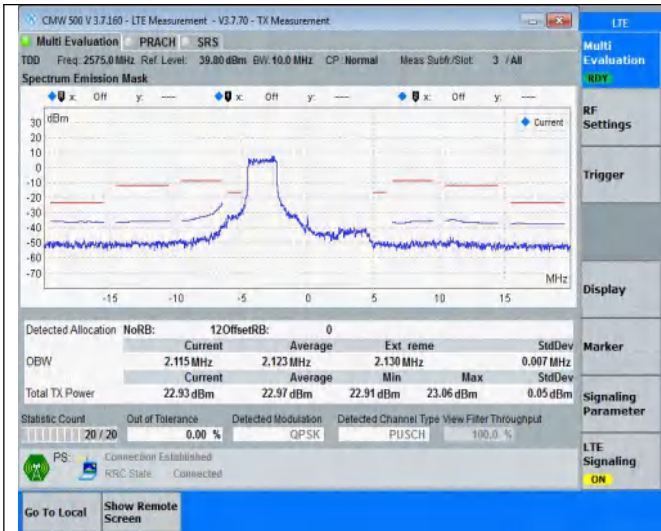 CMW 500 V 3.7.160 - LTE Measurement - V3.7.70 - TX Measurement
LTE
Multi Evaluation PRACH SRS
Multi Evaluation
RDY
TDD Freq: 2575.0 MHz Ref. Level: 39.80 dBm BW: 10.0 MHz CP: Normal Meas Subfr./Slot: 3 / All
Spectrum Emission Mask
x: Off y: --- x: Off y: --- x: Off y: ---
dBm
Current
30
20
10
0
-10
-20
-30
-40
-50
-60
-70
MHz
-15 -10 -5 0 5 10 15
RF Settings
Trigger
Display
Marker
Signaling Parameter
LTE Signaling
ON
Detected Allocation NoRB: 12 OffsetRB: 0
Current Average Ext reme StdDev
OBW 2.115 MHz 2.123 MHz 2.130 MHz 0.007 MHz
Current Average Min Max StdDev
Total TX Power 22.93 dBm 22.97 dBm 22.91 dBm 23.06 dBm 0.05 dBm
Statistic Count Out of Tolerance Detected Modulation Detected Channel Type View Filter Throughput
20 / 20 0.00 % QPSK PUSCH 100.0 %
PS: Connection Established
RRC State: Connected
Go To Local
Show Remote Screen